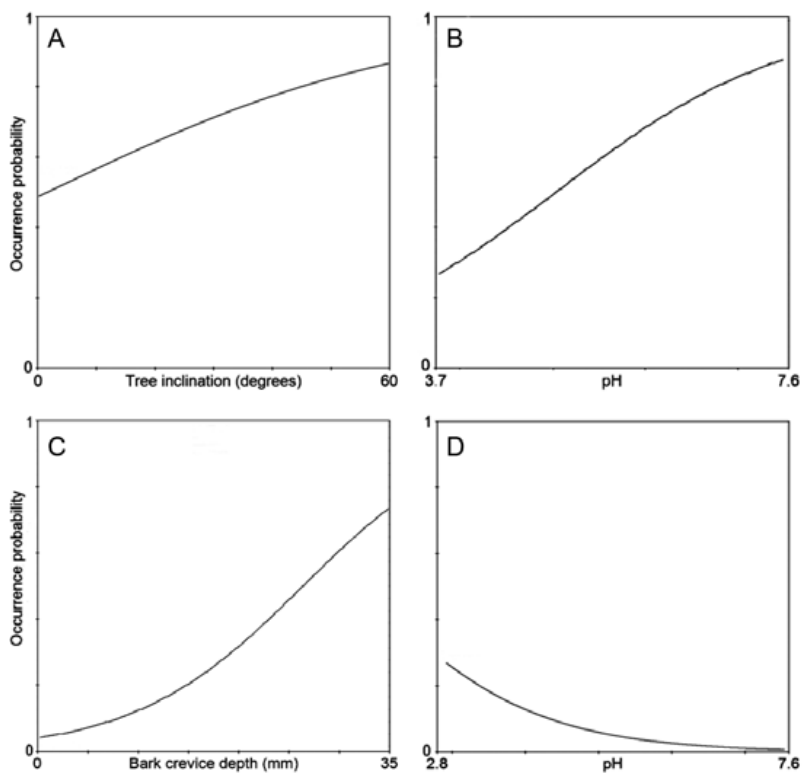 1
A
Occurrence probability
0
0
Tree inclination (degrees)
60
1
B
0
3.7
pH
7.6
1
C
Occurrence probability
0
0
Bark crevice depth (mm)
35
1
D
0
2.8
pH
7.6